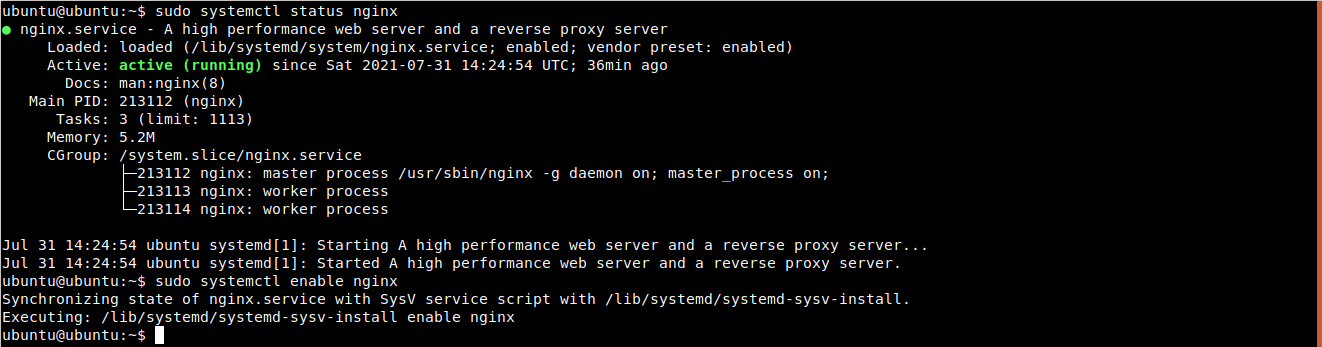 ubuntu@ubuntu:~$ sudo systemctl status nginx
● nginx.service - A high performance web server and a reverse proxy server
     Loaded: loaded (/lib/systemd/system/nginx.service; enabled; vendor preset: enabled)
     Active: active (running) since Sat 2021-07-31 14:24:54 UTC; 36min ago
       Docs: man:nginx(8)
   Main PID: 213112 (nginx)
      Tasks: 3 (limit: 1113)
     Memory: 5.2M
     CGroup: /system.slice/nginx.service
             ├─213112 nginx: master process /usr/sbin/nginx -g daemon on; master_process on;
             ├─213113 nginx: worker process
             └─213114 nginx: worker process

Jul 31 14:24:54 ubuntu systemd[1]: Starting A high performance web server and a reverse proxy server...
Jul 31 14:24:54 ubuntu systemd[1]: Started A high performance web server and a reverse proxy server.
ubuntu@ubuntu:~$ sudo systemctl enable nginx
Synchronizing state of nginx.service with SysV service script with /lib/systemd/systemd-sysv-install.
Executing: /lib/systemd/systemd-sysv-install enable nginx
ubuntu@ubuntu:~$